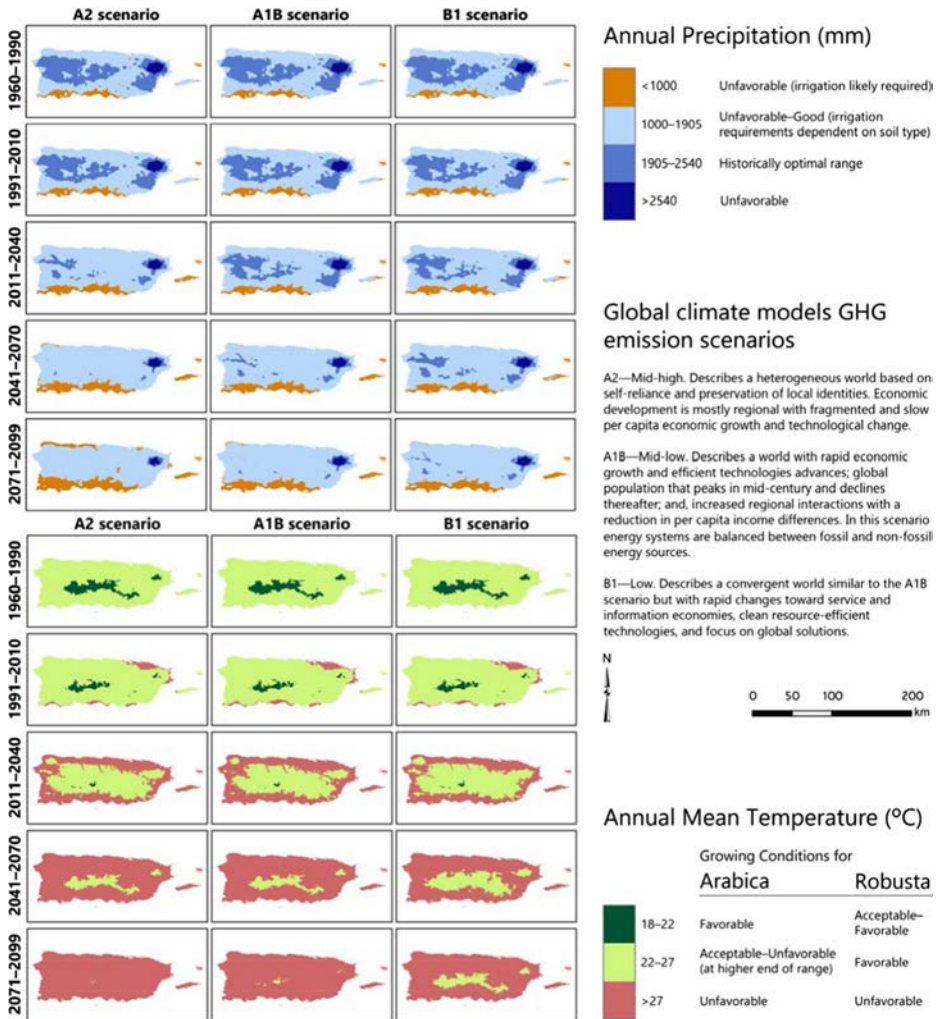 A2 scenario
A1B scenario
B1 scenario
1960–1990
1991–2010
2011–2040
2041–2070
2071–2099
A2 scenario
A1B scenario
B1 scenario
1960–1990
1991–2010
2011–2040
2041–2070
2071–2099
Annual Precipitation (mm)
<1000 Unfavorable (irrigation likely required)
1000–1905 Unfavorable–Good (irrigation
requirements dependent on soil type)
1905–2540 Historically optimal range
>2540 Unfavorable
Global climate models GHG
emission scenarios
A2—Mid-high. Describes a heterogeneous world based on
self-reliance and preservation of local identities. Economic
development is mostly regional with fragmented and slow
per capita economic growth and technological change.
A1B—Mid-low. Describes a world with rapid economic
growth and efficient technologies advances; global
population that peaks in mid-century and declines
thereafter; and, increased regional interactions with a
reduction in per capita income differences. In this scenario
energy systems are balanced between fossil and non-fossil
energy sources.
B1—Low. Describes a convergent world similar to the A1B
scenario but with rapid changes toward service and
information economies, clean resource-efficient
technologies, and focus on global solutions.
N
0 50 100 200
km
Annual Mean Temperature (ºC)
Growing Conditions for
Arabica Robusta
18–22 Favorable Acceptable–
Favorable
22–27 Acceptable–Unfavorable
(at higher end of range) Favorable
>27 Unfavorable Unfavorable